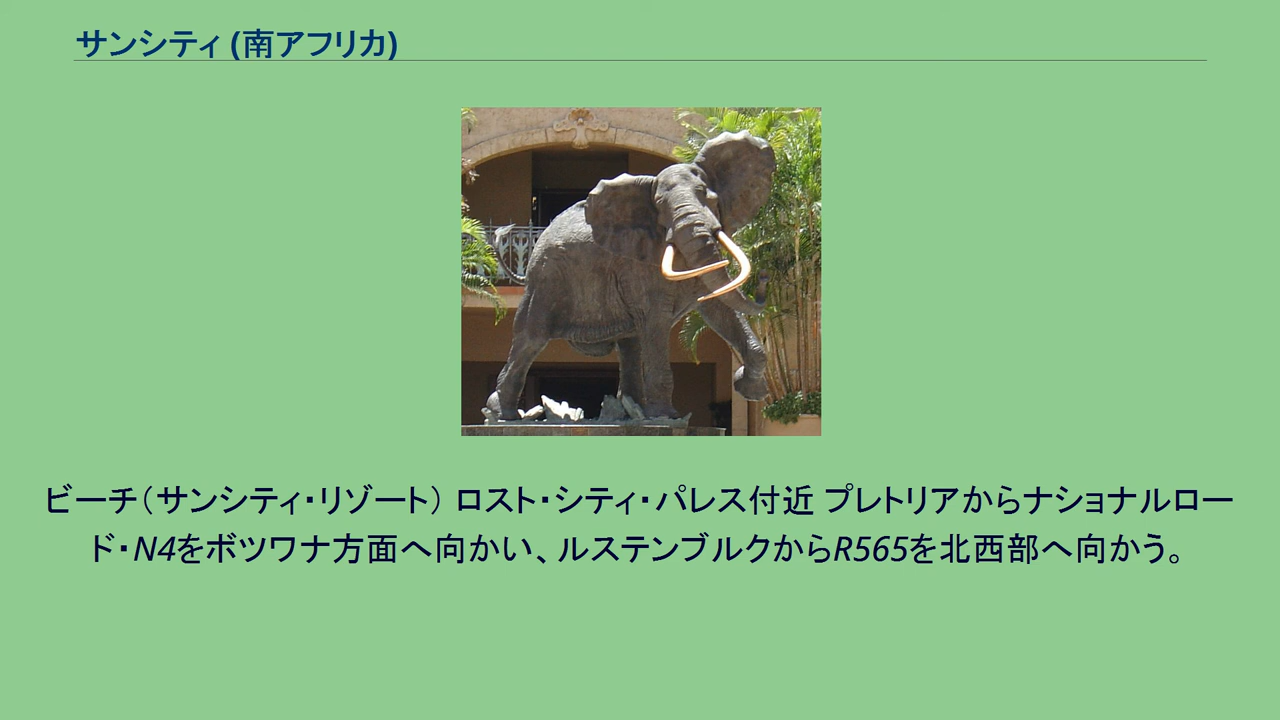 サンシティ (南アフリカ)
ビーチ（サンシティ・リゾート） ロスト・シティ・パレス付近 プレトリアからナショナルロー
ド・N4をボツワナ方面へ向かい、ルステンブルクからR565を北西部へ向かう。